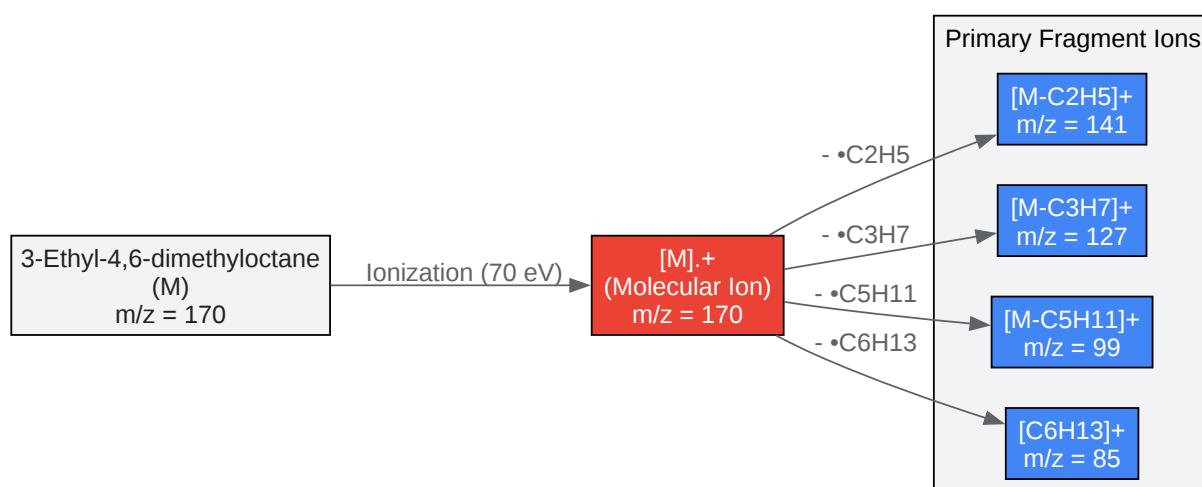 Primary Fragment Ions
[M-C2H5]+
m/z = 141
- •C2H5
[M-C3H7]+
m/z = 127
- •C3H7
3-Ethyl-4,6-dimethyloctane
(M)
m/z = 170
Ionization (70 eV)
[M].+
(Molecular Ion)
m/z = 170
- •C5H11
[M-C5H11]+
m/z = 99
- •C6H13
[C6H13]+
m/z = 85